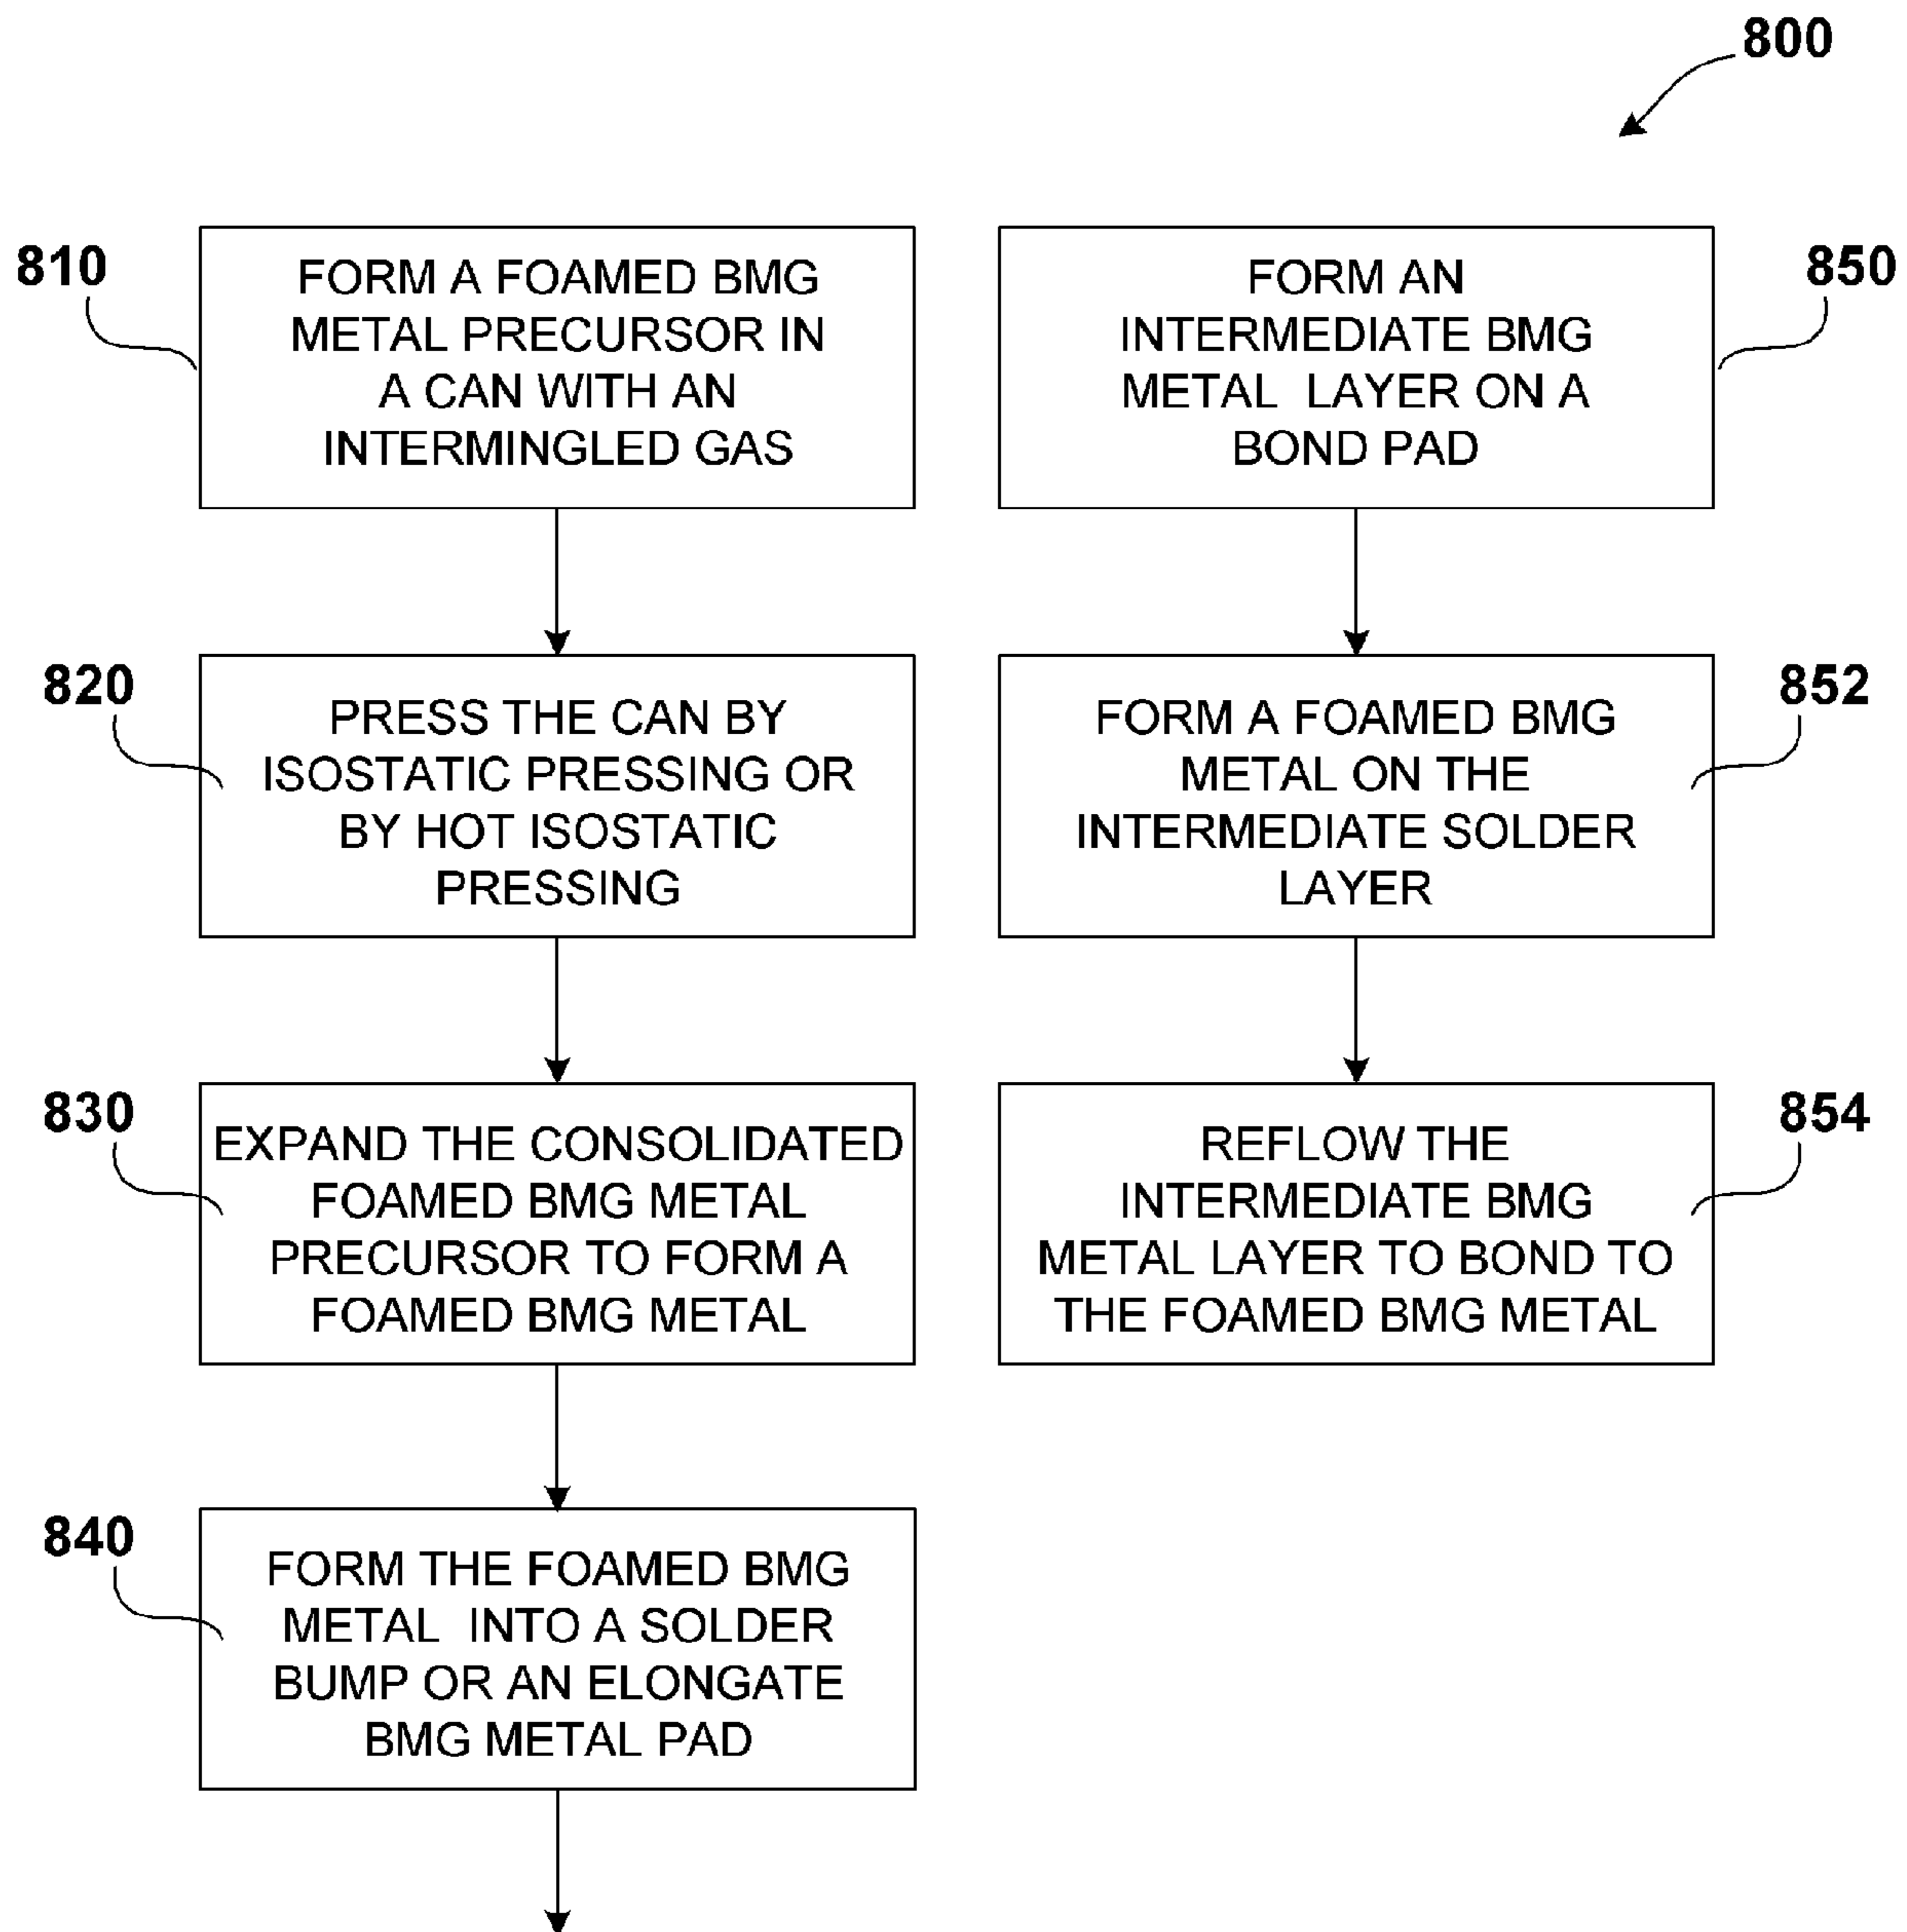 800
810
FORM A FOAMED BMG
METAL PRECURSOR IN
A CAN WITH AN
INTERMINGLED GAS
820
PRESS THE CAN BY
ISOSTATIC PRESSING OR
BY HOT ISOSTATIC
PRESSING
830
EXPAND THE CONSOLIDATED
FOAMED BMG METAL
PRECURSOR TO FORM A
FOAMED BMG METAL
840
FORM THE FOAMED BMG
METAL INTO A SOLDER
BUMP OR AN ELONGATE
BMG METAL PAD
850
FORM AN
INTERMEDIATE BMG
METAL LAYER ON A
BOND PAD
852
FORM A FOAMED BMG
METAL ON THE
INTERMEDIATE SOLDER
LAYER
854
REFLOW THE
INTERMEDIATE BMG
METAL LAYER TO BOND TO
THE FOAMED BMG METAL